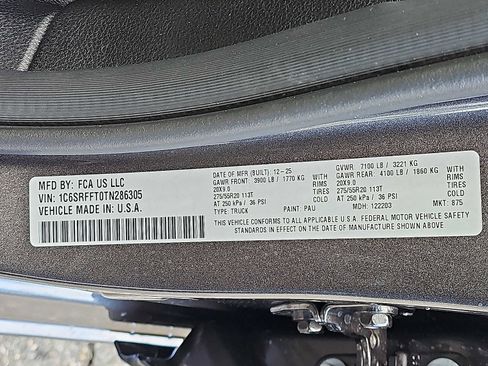 MFD BY: FCA US LLC
VIN: 1C6SRFFT0TN286305
VEHICLE MADE IN U.S.A.
DATE OF MFR (BUILT): 12-25 GVWR 7100 LB / 3221 KG
GAWR FRONT: 3900 LB / 1770 KG GAWR REAR: 4100 LB / 1860 KG
20X9.0 20X9.0
275/55R20 113T TIRES 275/55R20 113T TIRES
AT 250 kPa / 36 PSI COLD AT 250 kPa / 36 PSI COLD
TYPE: TRUCK PAINT: PAU MDH: 122203 MKT: 875
THIS VEHICLE CONFORMS TO ALL APPLICABLE FEDERAL MOTOR VEHICLE SAFETY
STANDARDS IN EFFECT ON THE DATE OF MANUFACTURE SHOWN ABOVE